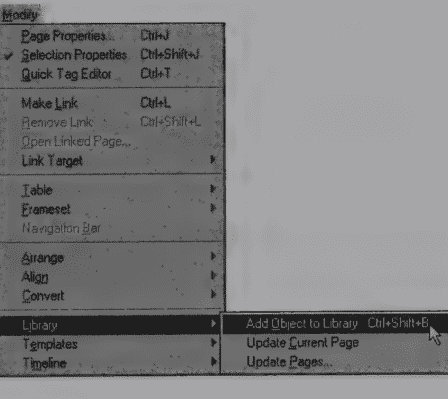 Modify
Page Properties... Ctrl+J
Selection Properties Ctrl+Shift+J
Quick Tag Editor Ctrl+T
Make Link Ctrl+L
Remove Link Ctrl+Shift+L
Open Linked Page...
Link Target
Table
Frameset
Navigation Bar
Arrange
Align
Convert
Library
Add Object to Library Ctrl+Shift+B
Templates
Update Current Page
Timeline
Update Pages...